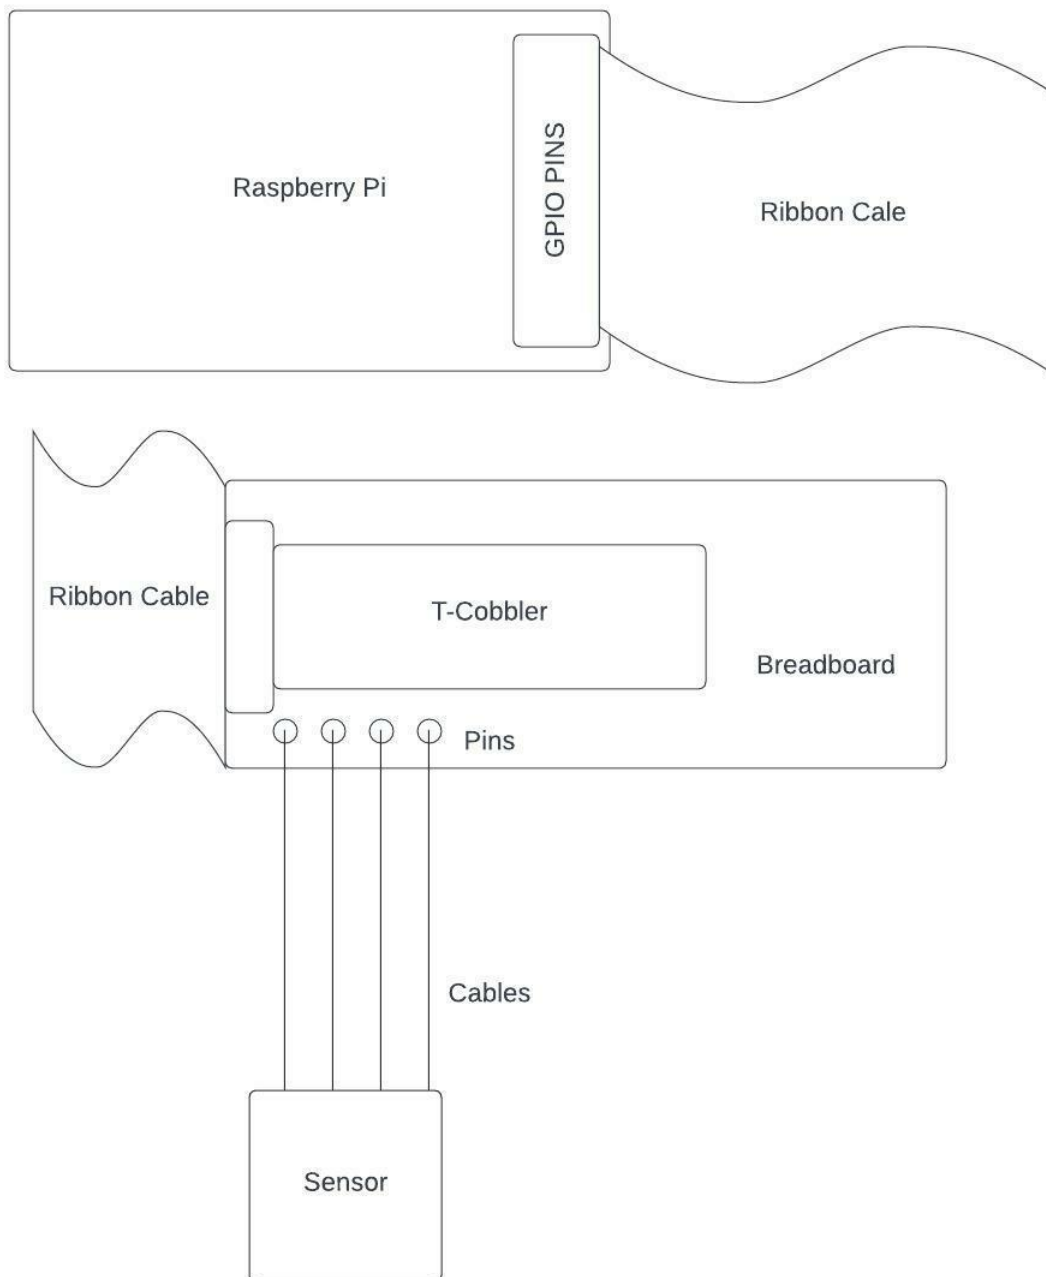 Raspberry Pi
GPIO PINS
Ribbon Cale
Ribbon Cable
T-Cobbler
Breadboard
Pins
Cables
Sensor